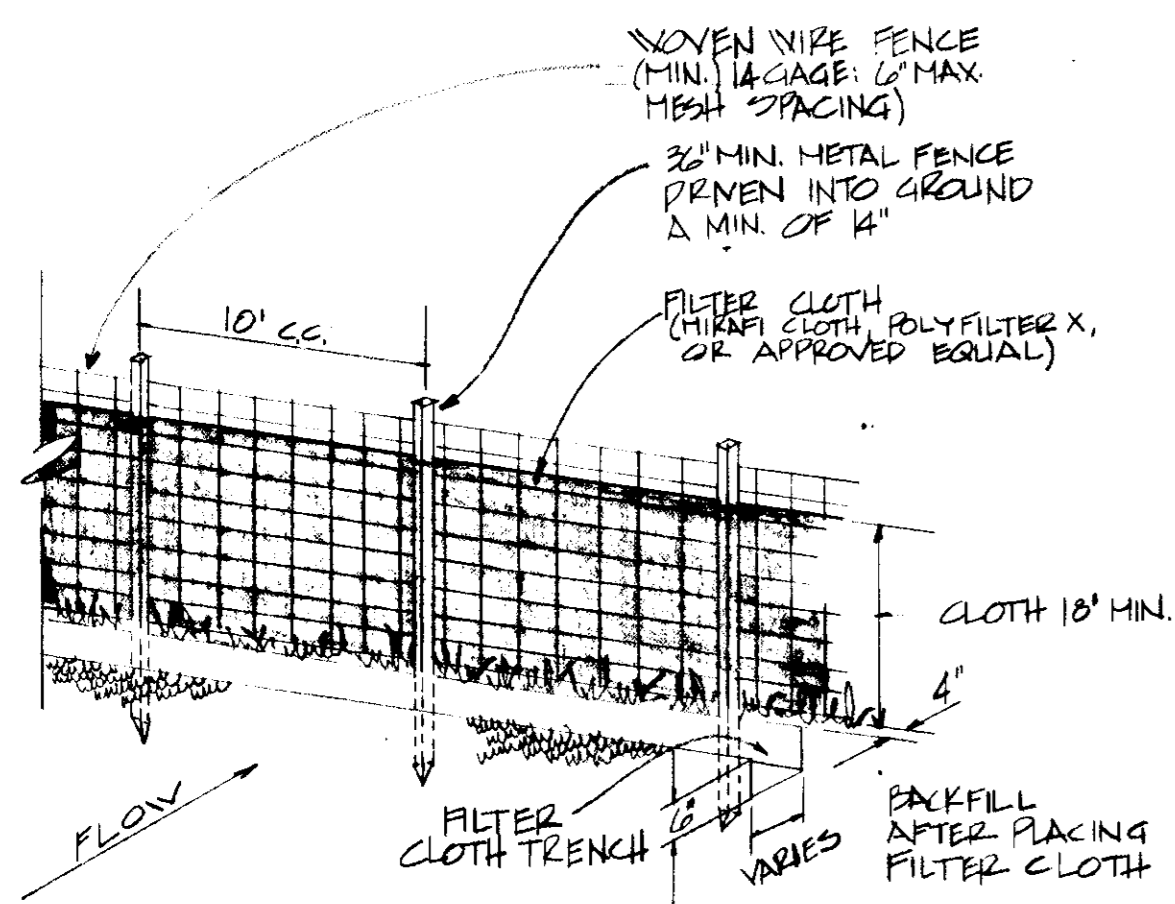 WOVEN WIRE FENCE
(MIN.) 14 GAGE: 6" MAX.
MESH SPACING)
36" MIN. METAL FENCE
DRIVEN INTO GROUND
A MIN. OF 14"
FILTER CLOTH
(MIRAFI CLOTH, POLYFILTER X,
OR APPROVED EQUAL)
10' C.C.
CLOTH 18" MIN.
4"
FLOW
FILTER
CLOTH TRENCH
6"
VARIES
BACKFILL
AFTER PLACING
FILTER CLOTH